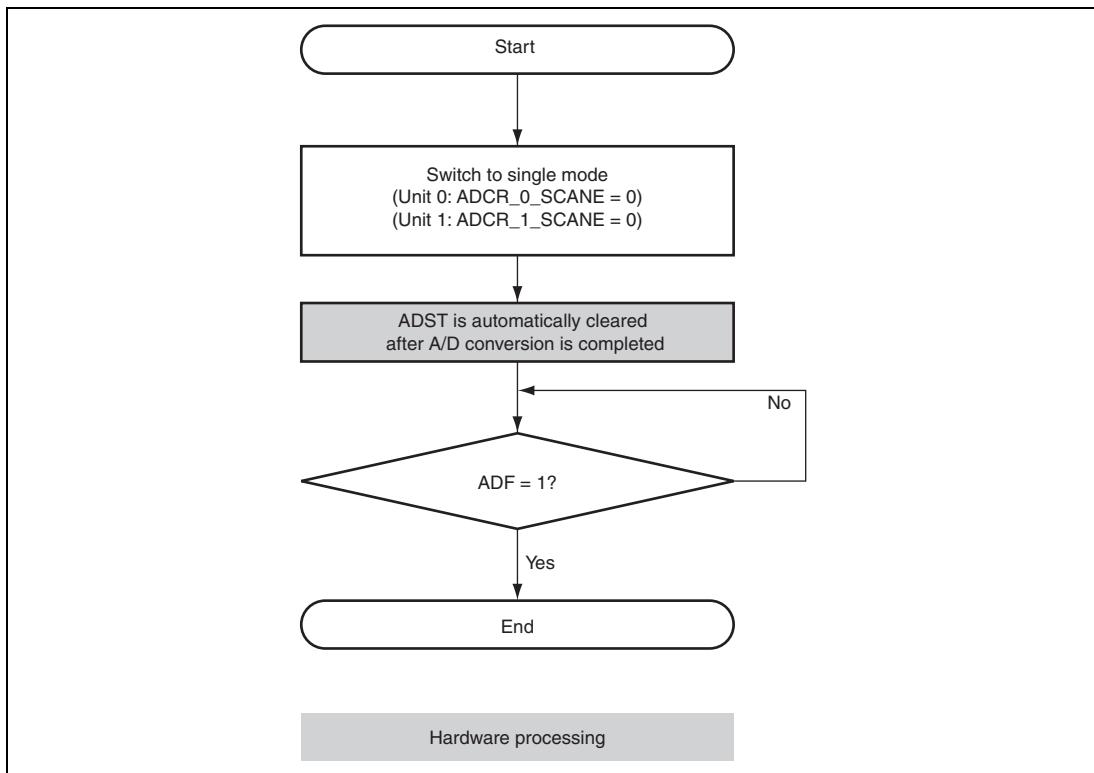 Start
Switch to single mode
(Unit 0: ADCR_0_SCANE = 0)
(Unit 1: ADCR_1_SCANE = 0)
ADST is automatically cleared
after A/D conversion is completed
No
ADF = 1?
Yes
End
Hardware processing